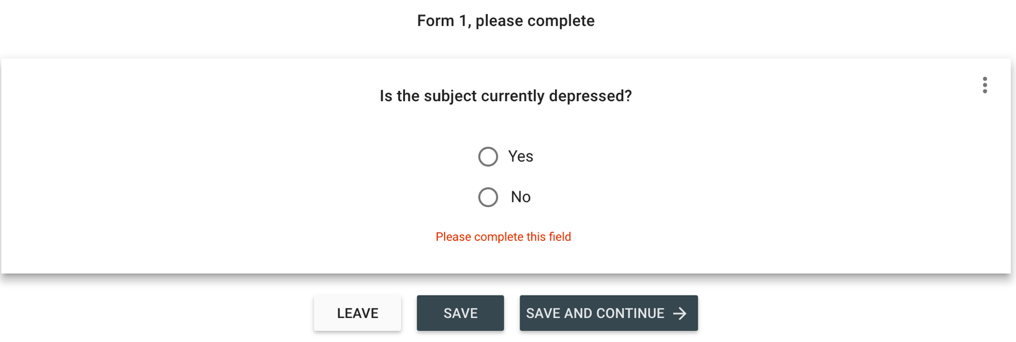 Form 1, please complete
Is the subject currently depressed?
Yes
No
Please complete this field
LEAVE
SAVE
SAVE AND CONTINUE